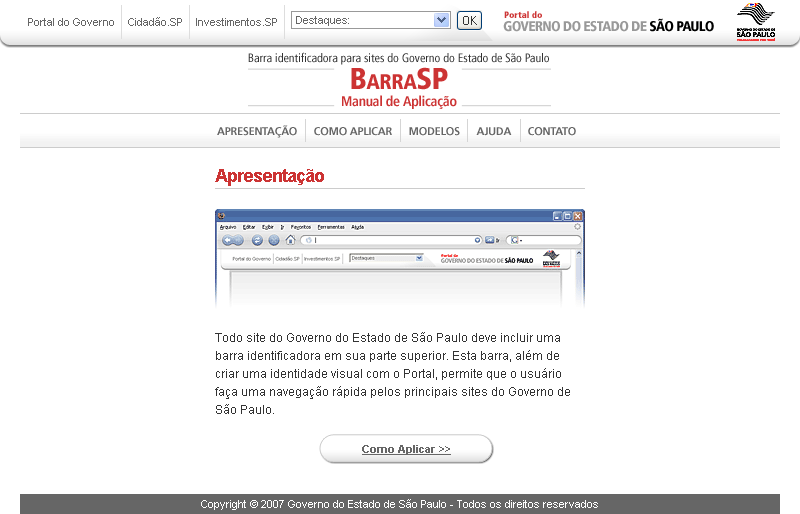 Portal do Governo
Cidadão.SP
Investimentos.SP
Destaques:
OK
Portal do
GOVERNO DO ESTADO DE SÃO PAULO
GOVERNO DO ESTADO DE
SÃO PAULO
Barra identificadora para sites do Governo do Estado de São Paulo
BARRASP
Manual de Aplicação
APRESENTAÇÃO
COMO APLICAR
MODELOS
AJUDA
CONTATO
Apresentação
Arquivo Editar Exibir Ir Favoritos Ferramentas Ajuda
Portal do Governo
Cidadão SP
Investimentos SP
Destaques
Portal do
GOVERNO DO ESTADO DE SÃO PAULO
SÃO PAULO
Todo site do Governo do Estado de São Paulo deve incluir uma
barra identificadora em sua parte superior. Esta barra, além de
criar uma identidade visual com o Portal, permite que o usuário
faça uma navegação rápida pelos principais sites do Governo de
São Paulo.
Como Aplicar >>
Copyright © 2007 Governo do Estado de São Paulo - Todos os direitos reservados